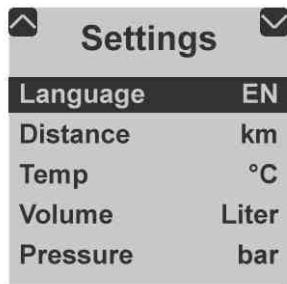 Settings
Language EN
Distance km
Temp °C
Volume Liter
Pressure bar